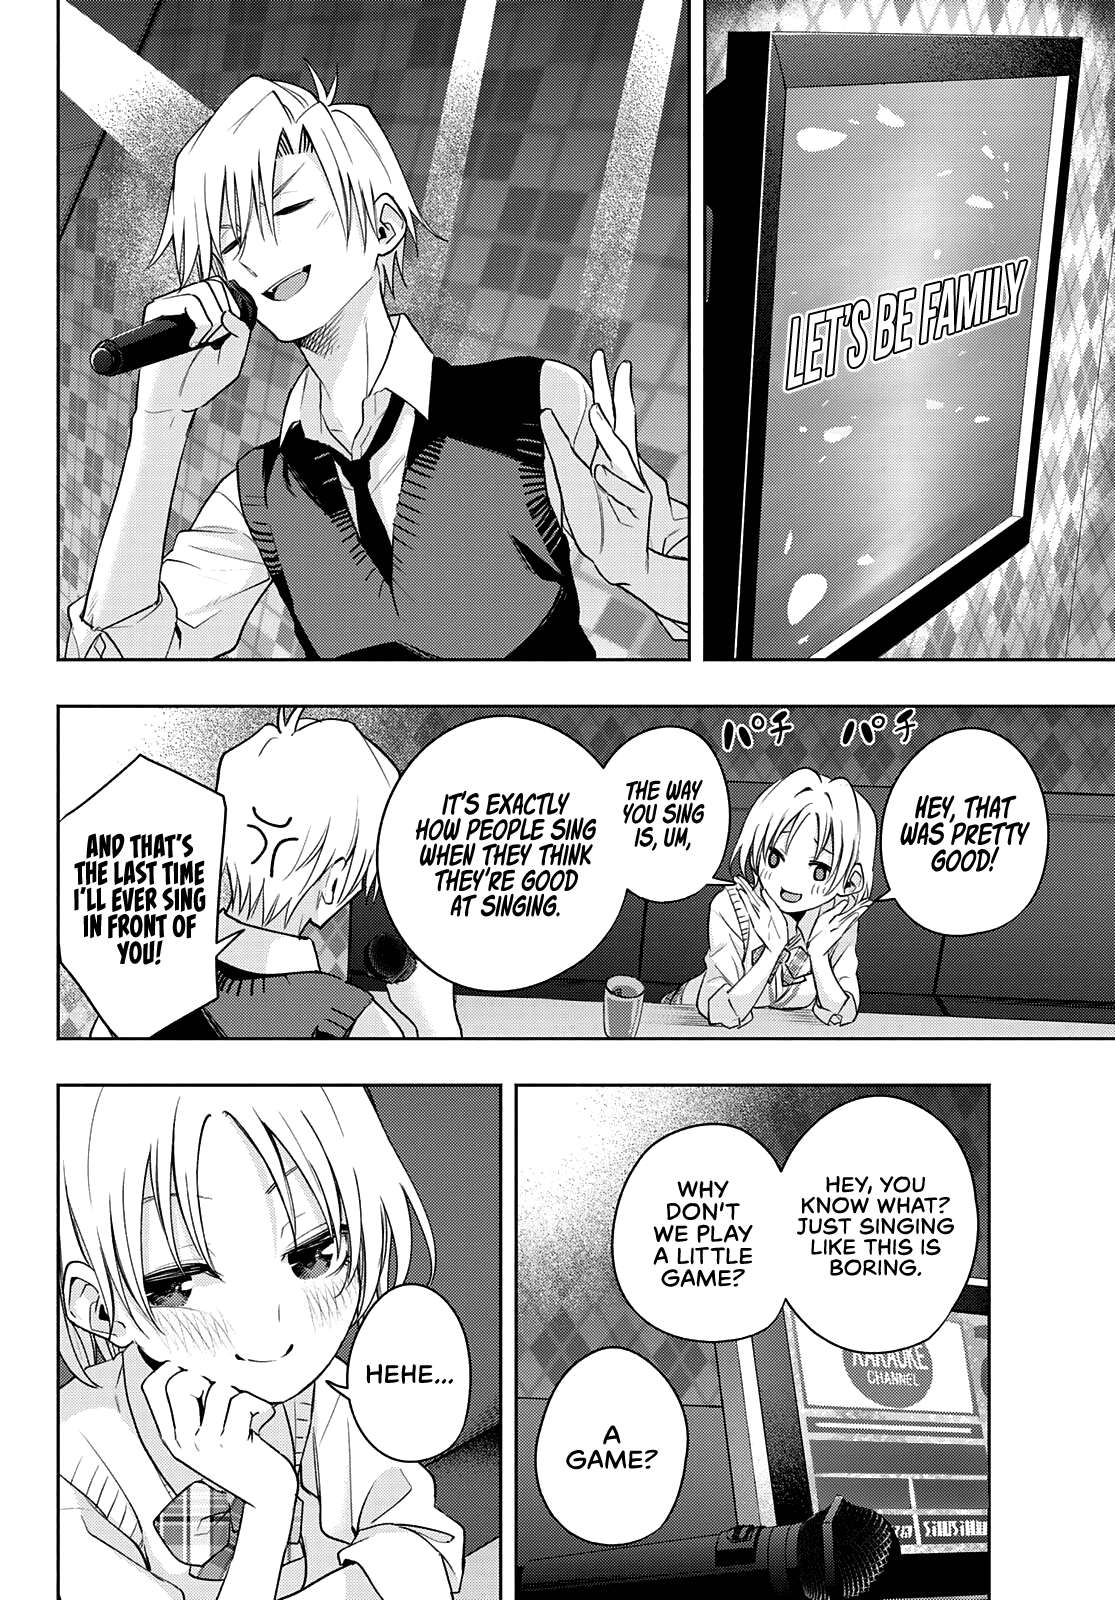 LET'S BE FAMILY
HEY, THAT
WAS PRETTY
GOOD!
パチ
パチ
THE WAY
YOU SING
IS, UM,
IT'S EXACTLY
HOW PEOPLE SING
WHEN THEY THINK
THEY'RE GOOD
AT SINGING.
AND THAT'S
THE LAST TIME
I'LL EVER SING
IN FRONT OF
YOU!
HEY, YOU
KNOW WHAT?
JUST SINGING
LIKE THIS IS
BORING.
WHY
DON'T
WE PLAY
A LITTLE
GAME?
KARAOKE
CHANNEL
A
GAME?
HEHE...